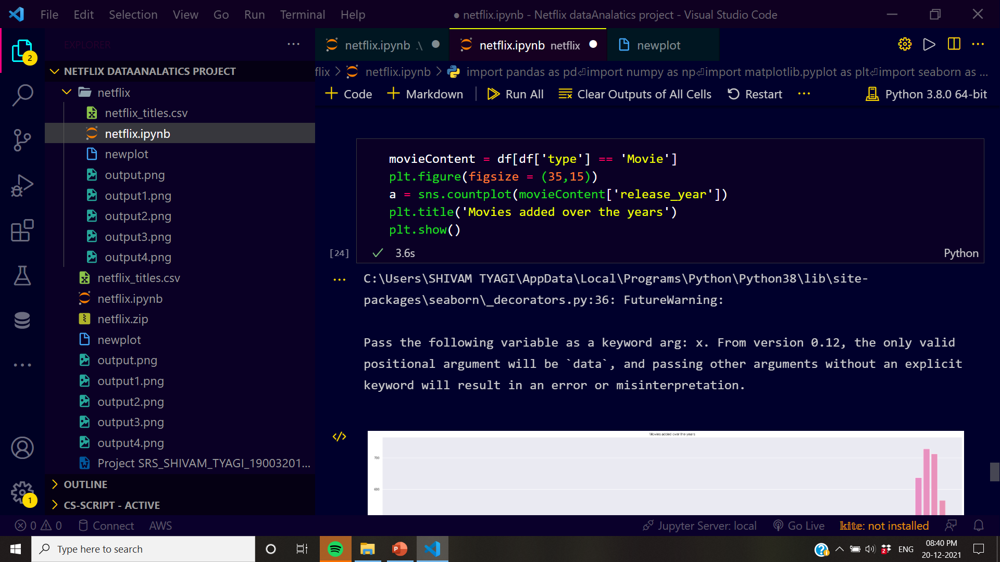 File Edit Selection View Go Run Terminal Help
● netflix.ipynb - Netflix dataAnalatics project - Visual Studio Code
EXPLORER
netflix.ipynb .\
netflix.ipynb netflix
newplot
2
NETFLIX DATAANALATICS PROJECT
flix > netflix.ipynb > import pandas as pd⏎import numpy as np⏎import matplotlib.pyplot as plt⏎import seaborn as ...
+ Code + Markdown Run All Clear Outputs of All Cells Restart ... Python 3.8.0 64-bit
netflix
netflix_titles.csv
netflix.ipynb
newplot
output.png
output1.png
output2.png
output3.png
output4.png
netflix_titles.csv
netflix.ipynb
netflix.zip
newplot
output.png
output1.png
output2.png
output3.png
output4.png
Project SRS_SHIVAM_TYAGI_19003201...
OUTLINE
CS-SCRIPT - ACTIVE
1
movieContent = df[df['type'] == 'Movie']
plt.figure(figsize = (35,15))
a = sns.countplot(movieContent['release_year'])
plt.title('Movies added over the years')
plt.show()
[24] ✓ 3.6s Python
C:\Users\SHIVAM TYAGI\AppData\Local\Programs\Python\Python38\lib\site-
packages\seaborn\_decorators.py:36: FutureWarning:
Pass the following variable as a keyword arg: x. From version 0.12, the only valid
positional argument will be `data`, and passing other arguments without an explicit
keyword will result in an error or misinterpretation.
Movies added over the years
700
600
0 0 Connect AWS
Jupyter Server: local Go Live kite: not installed
Type here to search
2
ENG
08:40 PM
20-12-2021